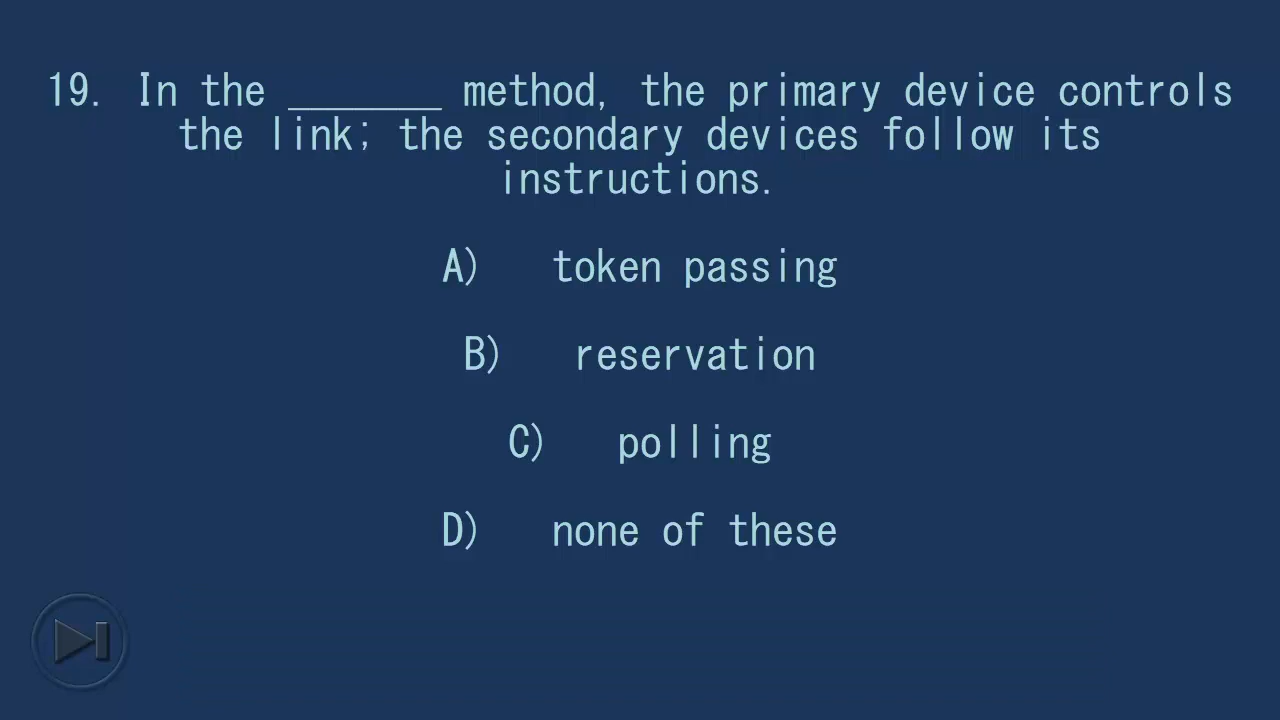 19. In the _______ method, the primary device controls
the link; the secondary devices follow its
instructions.
A) token passing
B) reservation
C) polling
D) none of these